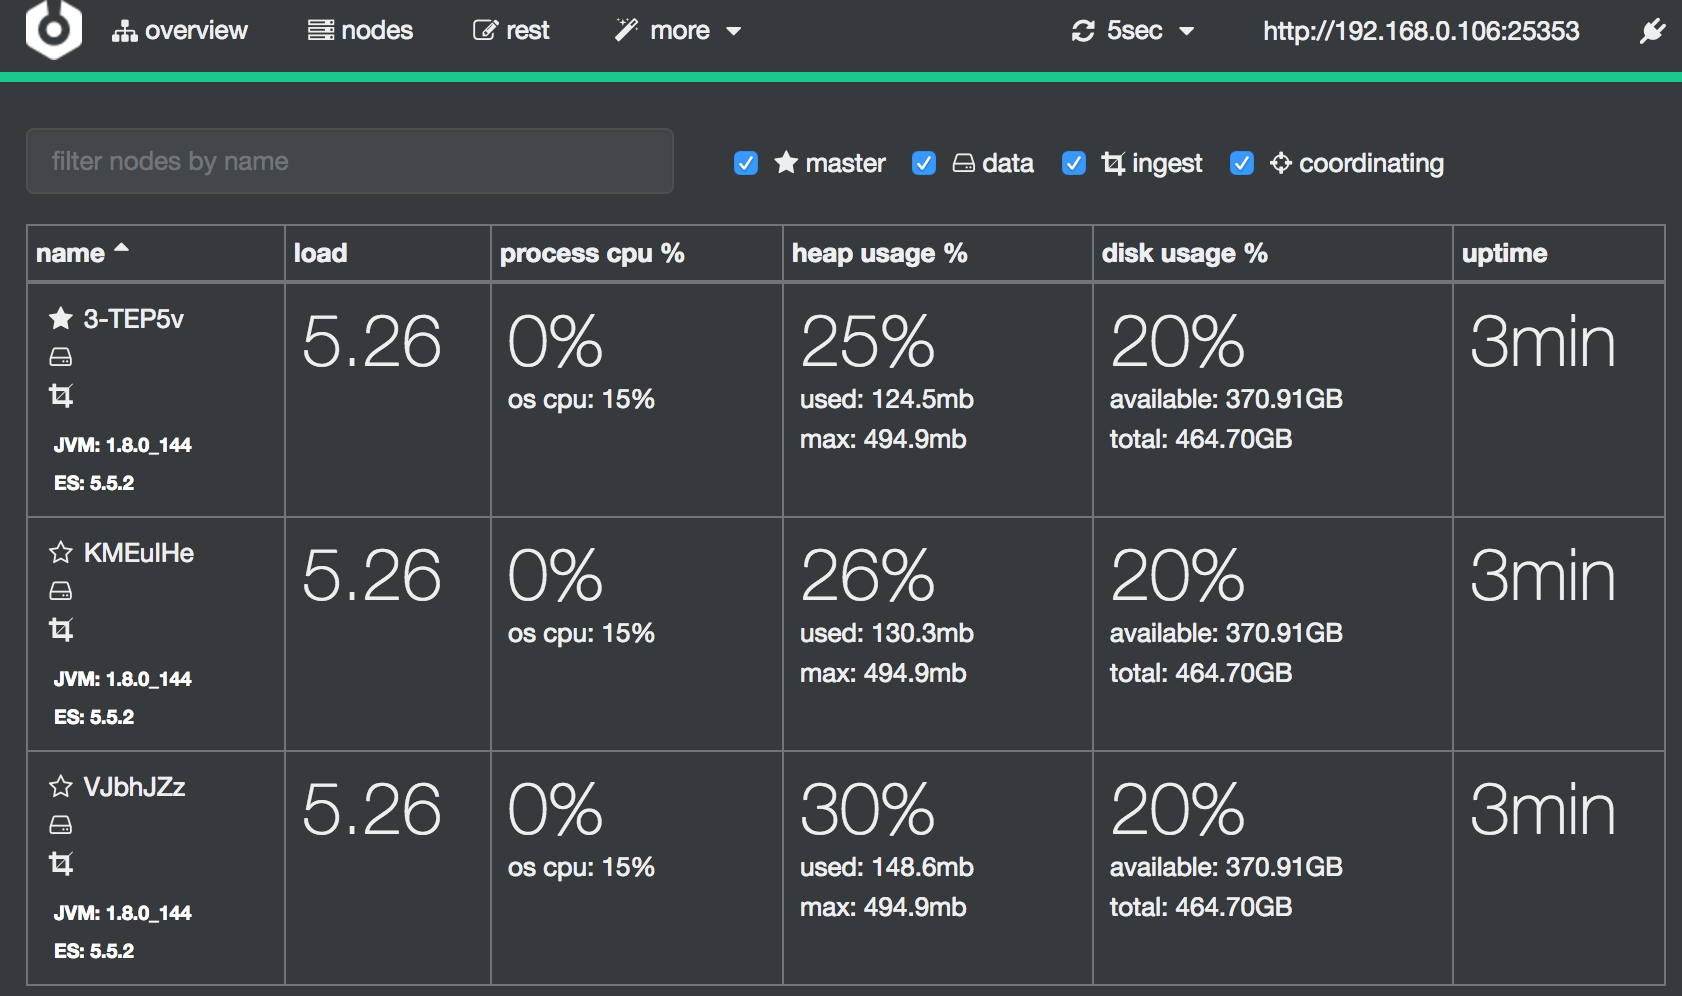 overview nodes rest more 5sec http://192.168.0.106:25353
filter nodes by name master data ingest coordinating
name load process cpu % heap usage % disk usage % uptime
3-TEP5v 5.26 0% 25% 20% 3min
os cpu: 15% used: 124.5mb available: 370.91GB
max: 494.9mb total: 464.70GB
JVM: 1.8.0_144
ES: 5.5.2
KMEuIHe 5.26 0% 26% 20% 3min
os cpu: 15% used: 130.3mb available: 370.91GB
max: 494.9mb total: 464.70GB
JVM: 1.8.0_144
ES: 5.5.2
VJbhJZz 5.26 0% 30% 20% 3min
os cpu: 15% used: 148.6mb available: 370.91GB
max: 494.9mb total: 464.70GB
JVM: 1.8.0_144
ES: 5.5.2